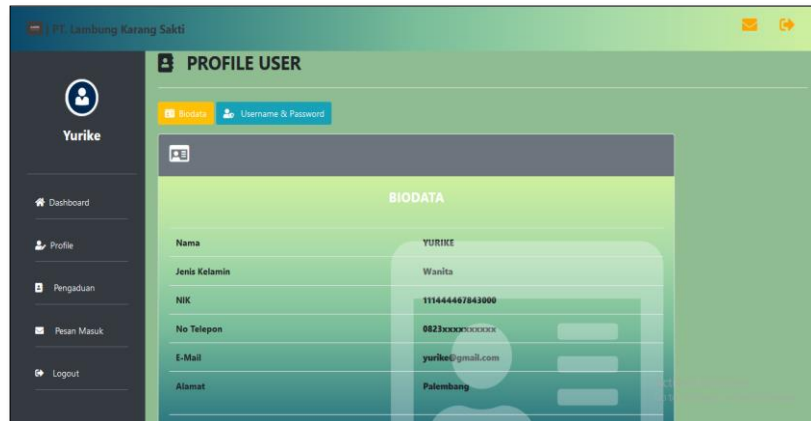 PT. Lambung Karang Sakti
PROFILE USER
Yurike
Biodata
Username & Password
Dashboard
Profile
Pengaduan
Pesan Masuk
Logout
BIODATA
Nama YURIKE
Jenis Kelamin Wanita
NIK 111444467843000
No Telepon 0823xxxxxxxxxx
E-Mail yurike@gmail.com
Alamat Palembang